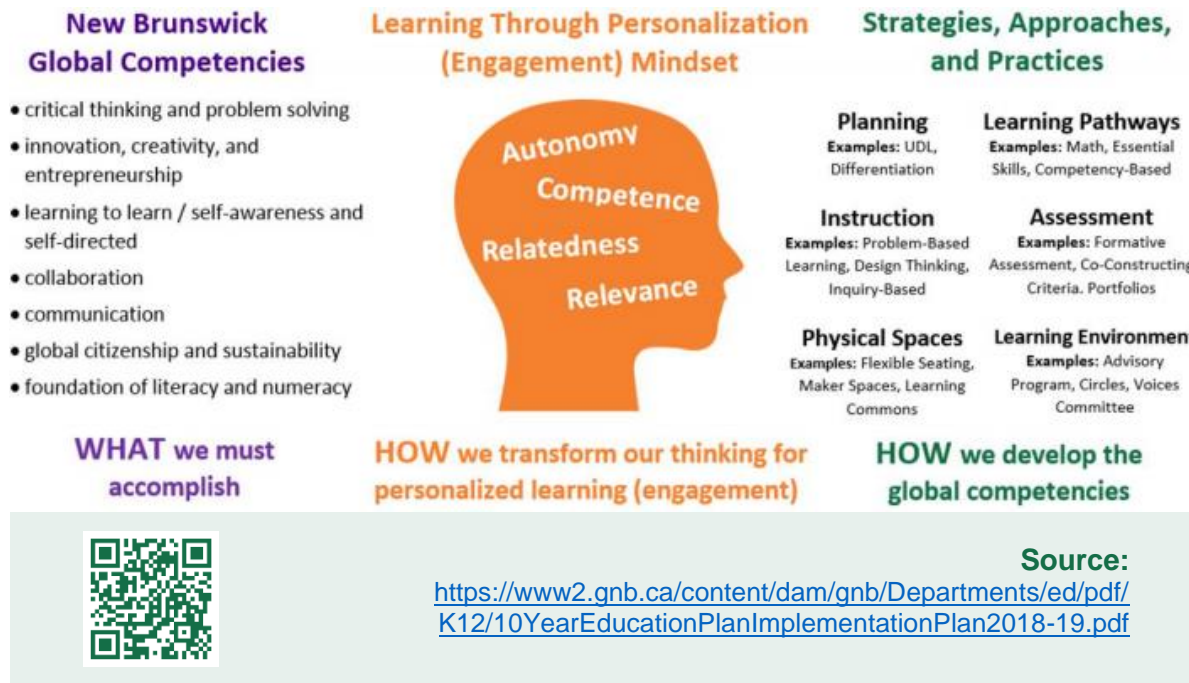 New Brunswick
Global Competencies
• critical thinking and problem solving
• innovation, creativity, and
entrepreneurship
• learning to learn / self-awareness and
self-directed
• collaboration
• communication
• global citizenship and sustainability
• foundation of literacy and numeracy
WHAT we must
accomplish
Learning Through Personalization
(Engagement) Mindset
Autonomy
Competence
Relatedness
Relevance
HOW we transform our thinking for
personalized learning (engagement)
Strategies, Approaches,
and Practices
Planning
Examples: UDL,
Differentiation
Learning Pathways
Examples: Math, Essential
Skills, Competency-Based
Instruction
Examples: Problem-Based
Learning, Design Thinking,
Inquiry-Based
Assessment
Examples: Formative
Assessment, Co-Constructing
Criteria. Portfolios
Physical Spaces
Examples: Flexible Seating,
Maker Spaces, Learning
Commons
Learning Environmen
Examples: Advisory
Program, Circles, Voices
Committee
HOW we develop the
global competencies
Source:
https://www2.gnb.ca/content/dam/gnb/Departments/ed/pdf/
K12/10YearEducationPlanImplementationPlan2018-19.pdf